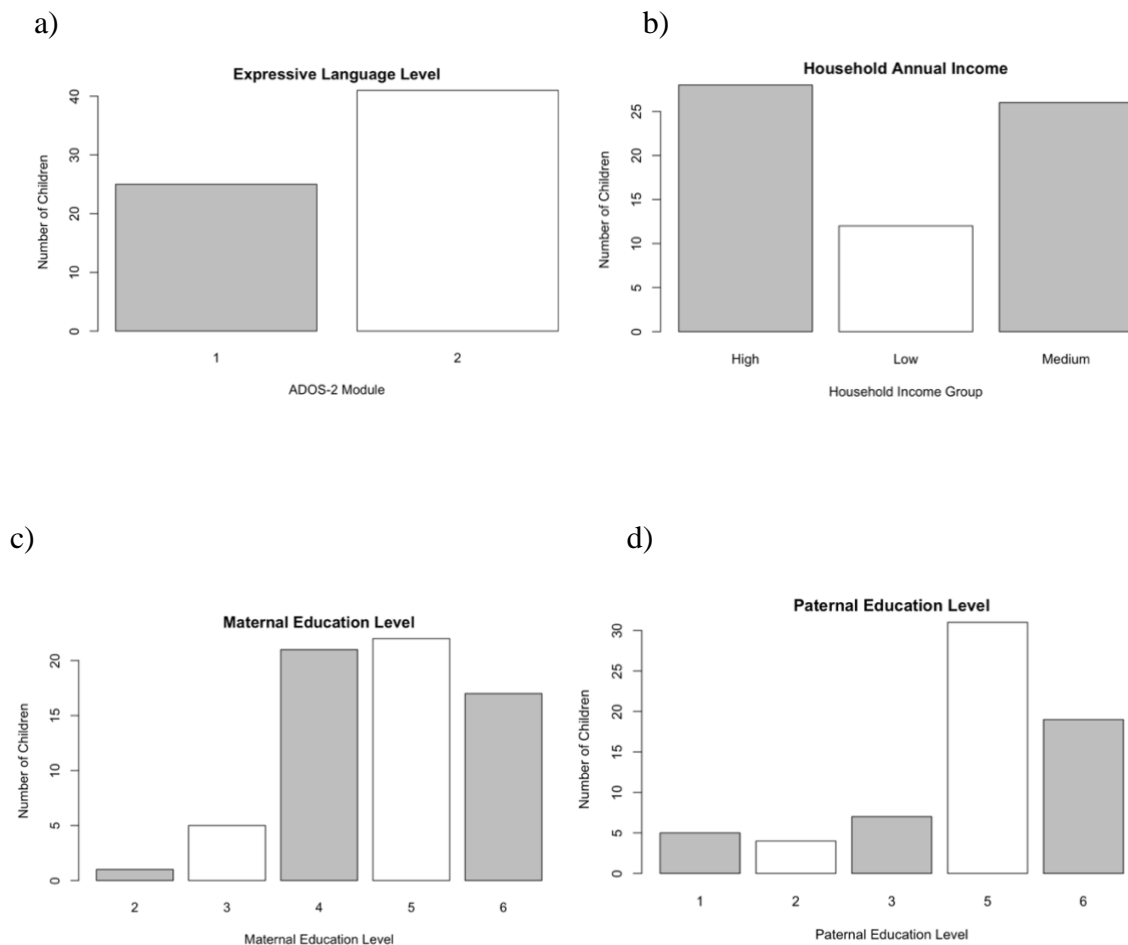 a)
Expressive Language Level
Number of Children
0
10
20
30
40
1 2
ADOS-2 Module
b)
Household Annual Income
Number of Children
0
5
10
15
20
25
High Low Medium
Household Income Group
c)
Maternal Education Level
Number of Children
0
5
10
15
20
2 3 4 5 6
Maternal Education Level
d)
Paternal Education Level
Number of Children
0
5
10
15
20
25
30
1 2 3 5 6
Paternal Education Level